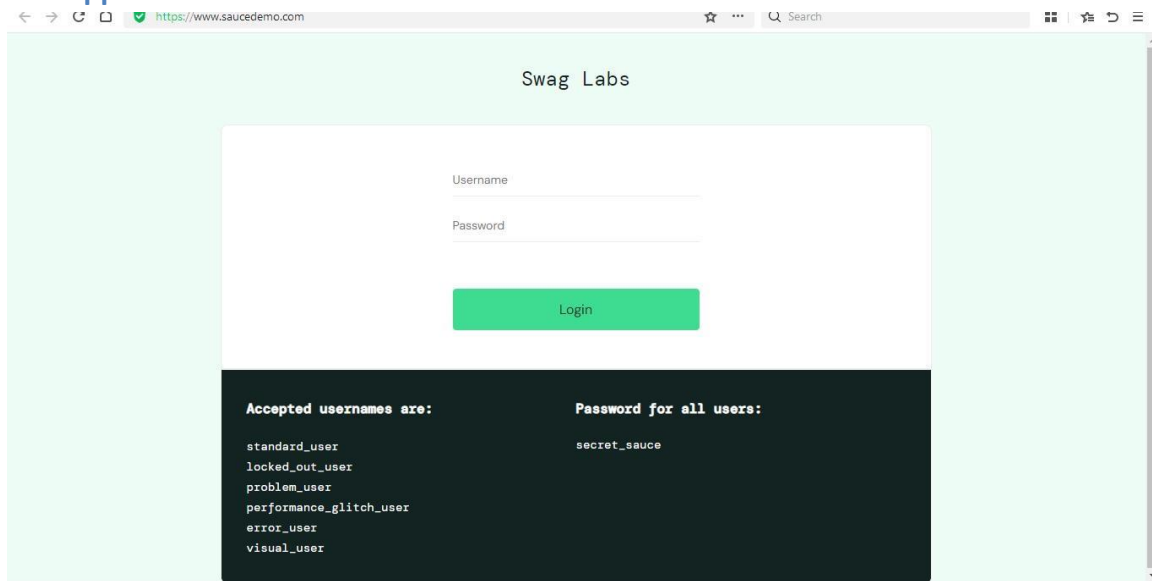 https://www.saucedemo.com
Search
Swag Labs
Username
Password
Login
Accepted usernames are:
standard_user
locked_out_user
problem_user
performance_glitch_user
error_user
visual_user
Password for all users:
secret_sauce